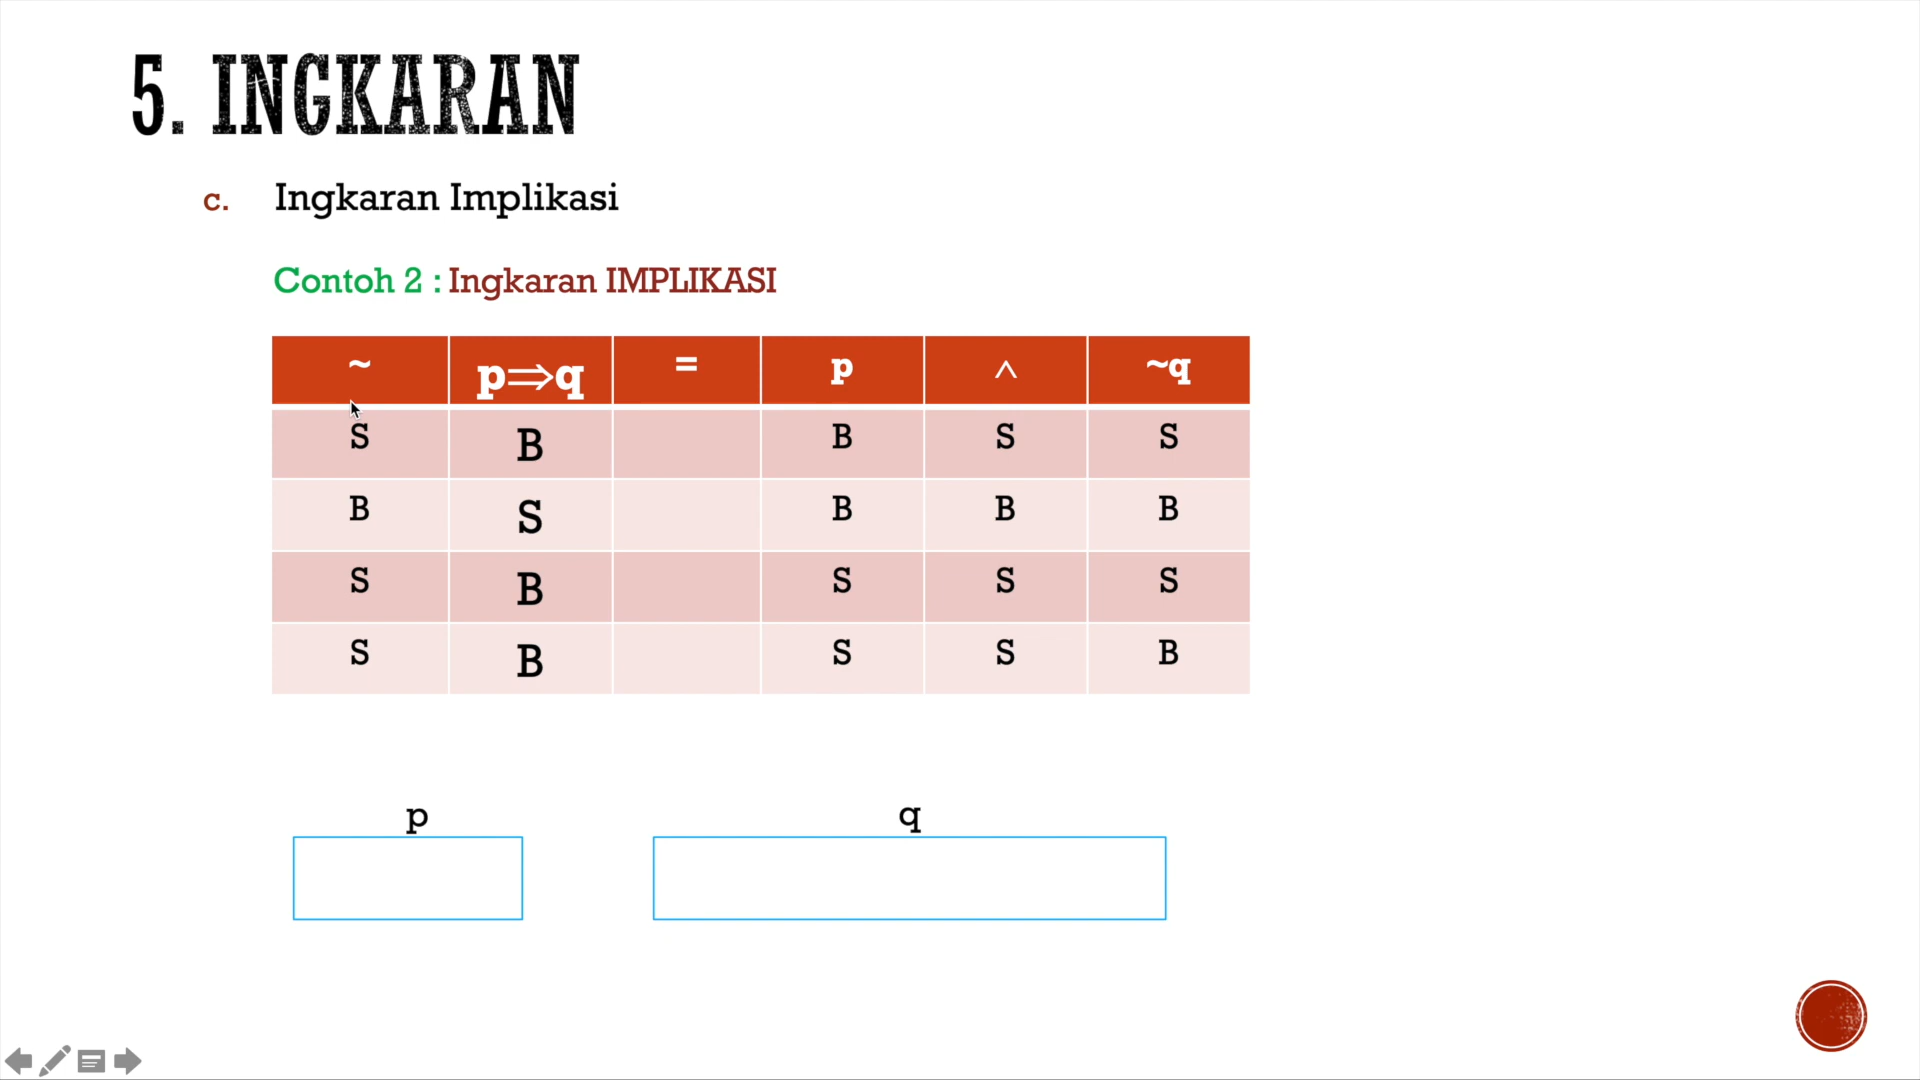 5. INGKARAN
c. Ingkaran Implikasi
Contoh 2 : Ingkaran IMPLIKASI
~ p⇒q = p ∧ ~q
S B B S S
B S B B B
S B S S S
S B S S B
p q